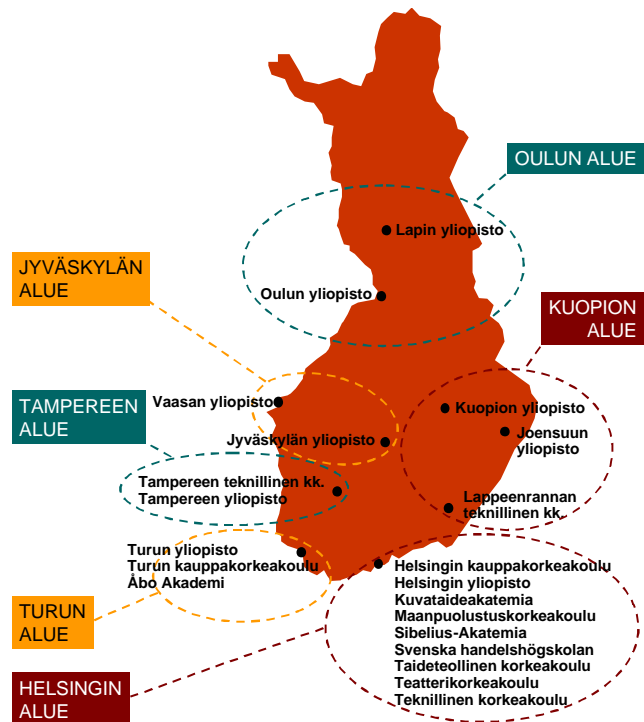 OULUN ALUE
Lapin yliopisto
JYVÄSKYLÄN
ALUE
Oulun yliopisto
KUOPION
ALUE
Vaasan yliopisto
TAMPEREEN
ALUE
Kuopion yliopisto
Joensuun
yliopisto
Jyväskylän yliopisto
Tampereen teknillinen kk.
Tampereen yliopisto
Lappeenrannan
teknillinen kk.
Turun yliopisto
Turun kauppakorkeakoulu
Åbo Akademi
Helsingin kauppakorkeakoulu
Helsingin yliopisto
Kuvataideakatemia
Maanpuolustuskorkeakoulu
Sibelius-Akatemia
Svenska handelshögskolan
Taideteollinen korkeakoulu
Teatterikorkeakoulu
Teknillinen korkeakoulu
TURUN
ALUE
HELSINGIN
ALUE